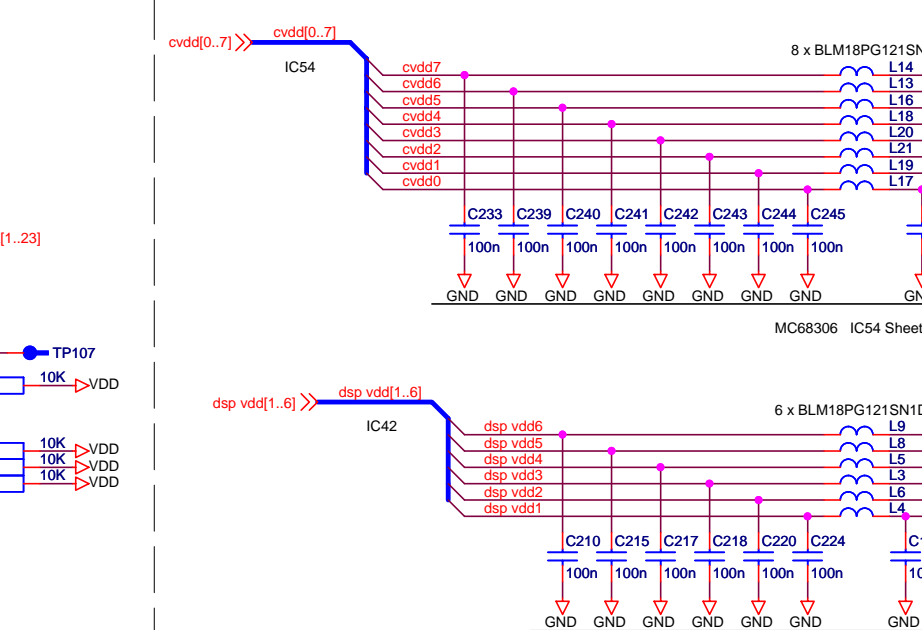 cvdd[0..7]
cvdd[0..7]
IC54
8 x BLM18PG121SN
cvdd7
L14
cvdd6
L13
cvdd5
L16
cvdd4
L18
cvdd3
L20
cvdd2
L21
cvdd1
L19
cvdd0
L17
C233 C239 C240 C241 C242 C243 C244 C245
100n 100n 100n 100n 100n 100n 100n 100n
[1..23]
GND GND GND GND GND GND GND GND GN
MC68306 IC54 Sheet
TP107
10K VDD
dsp vdd[1..6]
dsp vdd[1..6]
IC42
6 x BLM18PG121SN1D
dsp vdd6
L9
dsp vdd5
L8
dsp vdd4
L5
dsp vdd3
L3
dsp vdd2
L6
dsp vdd1
L4
10K VDD
10K VDD
10K VDD
C210 C215 C217 C218 C220 C224 C1
100n 100n 100n 100n 100n 100n 10
GND GND GND GND GND GND GND